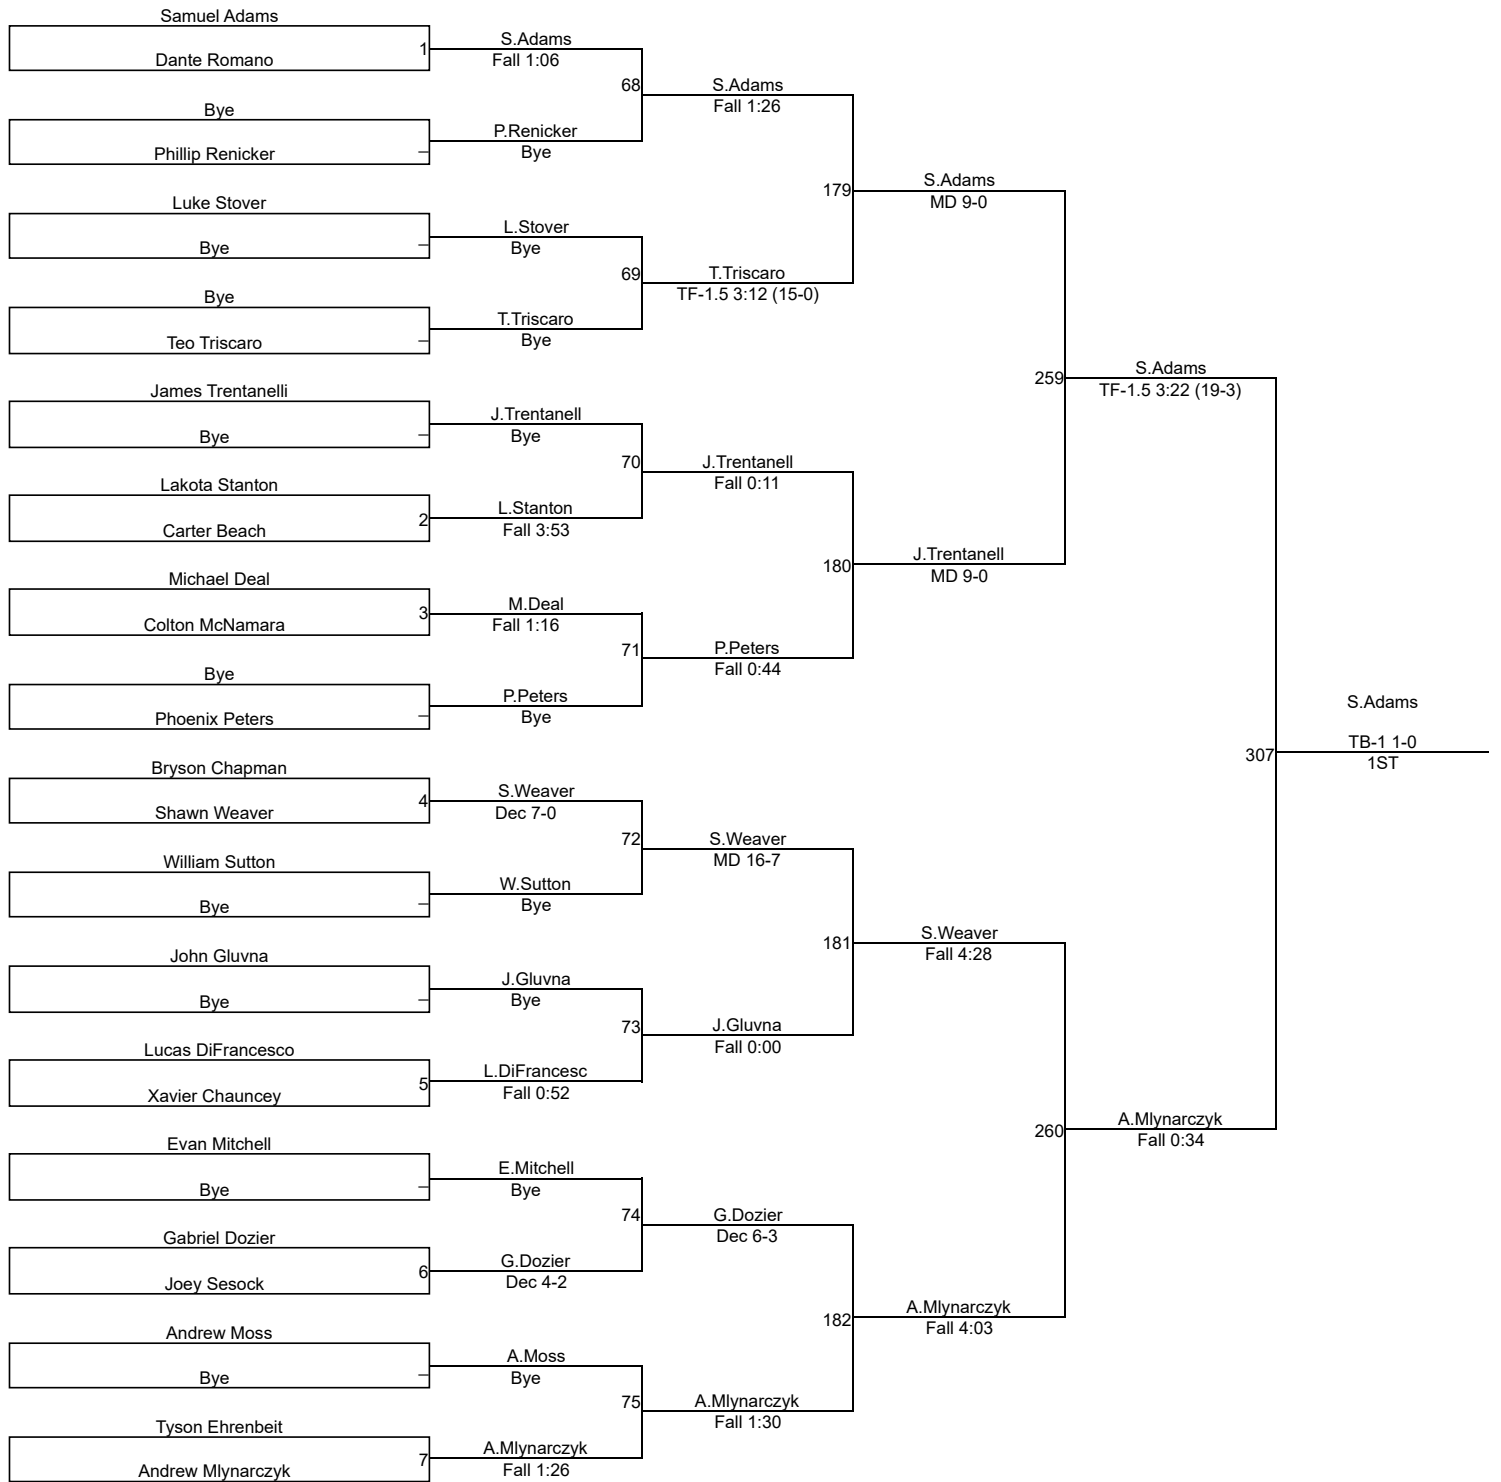 Samuel Adams
Dante Romano
1
Bye
Phillip Renicker
_
Luke Stover
Bye
_
Bye
Teo Triscaro
_
James Trentanelli
Bye
_
Lakota Stanton
Carter Beach
2
Michael Deal
Colton McNamara
3
Bye
Phoenix Peters
_
Bryson Chapman
Shawn Weaver
4
William Sutton
Bye
_
John Gluvna
Bye
_
Lucas DiFrancesco
Xavier Chauncey
5
Evan Mitchell
Bye
_
Gabriel Dozier
Joey Sesock
6
Andrew Moss
Bye
_
Tyson Ehrenbeit
Andrew Mlynarczyk
7
S.Adams
Fall 1:06
68
P.Renicker
Bye
L.Stover
Bye
69
T.Triscaro
Bye
J.Trentanell
Bye
70
L.Stanton
Fall 3:53
M.Deal
Fall 1:16
71
P.Peters
Bye
S.Weaver
Dec 7-0
72
W.Sutton
Bye
J.Gluvna
Bye
73
L.DiFrancesc
Fall 0:52
E.Mitchell
Bye
74
G.Dozier
Dec 4-2
A.Moss
Bye
75
A.Mlynarczyk
Fall 1:26
S.Adams
Fall 1:26
179
T.Triscaro
TF-1.5 3:12 (15-0)
J.Trentanell
Fall 0:11
180
P.Peters
Fall 0:44
S.Weaver
MD 16-7
181
J.Gluvna
Fall 0:00
G.Dozier
Dec 6-3
182
A.Mlynarczyk
Fall 1:30
S.Adams
MD 9-0
259
J.Trentanell
MD 9-0
S.Weaver
Fall 4:28
260
A.Mlynarczyk
Fall 4:03
S.Adams
TF-1.5 3:22 (19-3)
307
A.Mlynarczyk
Fall 0:34
S.Adams
TB-1 1-0
1ST